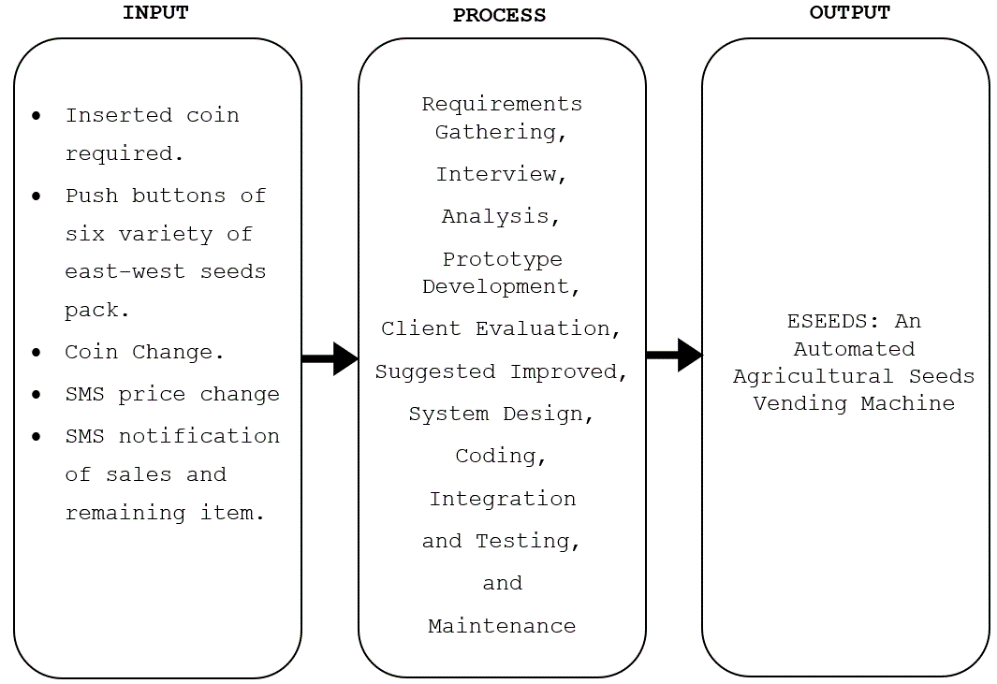 INPUT
• Inserted coin
required.
• Push buttons of
six variety of
east-west seeds
pack.
• Coin Change.
• SMS price change
• SMS notification
of sales and
remaining item.
PROCESS
Requirements
Gathering,
Interview,
Analysis,
Prototype
Development,
Client Evaluation,
Suggested Improved,
System Design,
Coding,
Integration
and Testing,
and
Maintenance
OUTPUT
ESEEDS: An
Automated
Agricultural Seeds
Vending Machine